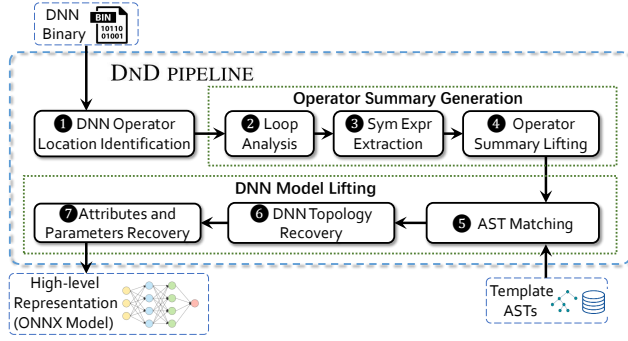 DNN
Binary
BIN
10110
01001
DND PIPELINE
Operator Summary Generation
1 DNN Operator
Location Identification
2 Loop
Analysis
3 Sym Expr
Extraction
4 Operator
Summary Lifting
DNN Model Lifting
7 Attributes and
Parameters Recovery
6 DNN Topology
Recovery
5 AST Matching
High-level
Representation
(ONNX Model)
Template
ASTs